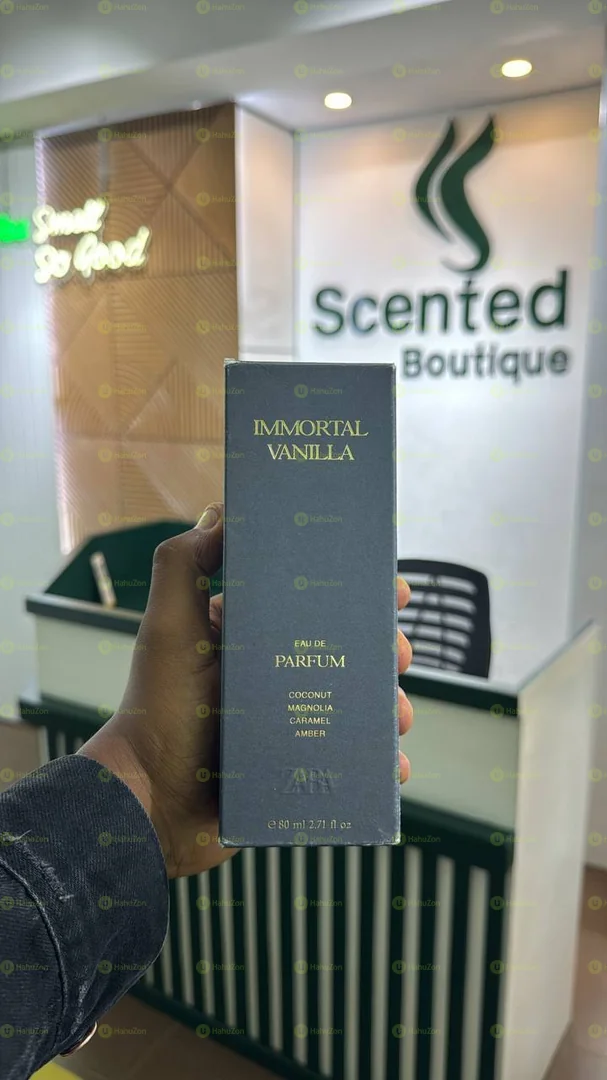 Smell
So Good
Scented
Boutique
IMMORTAL
VANILLA
EAU DE
PARFUM
COCONUT
MAGNOLIA
CARAMEL
AMBER
ZARA
℮ 80 ml 2.71 fl oz
HahuZon